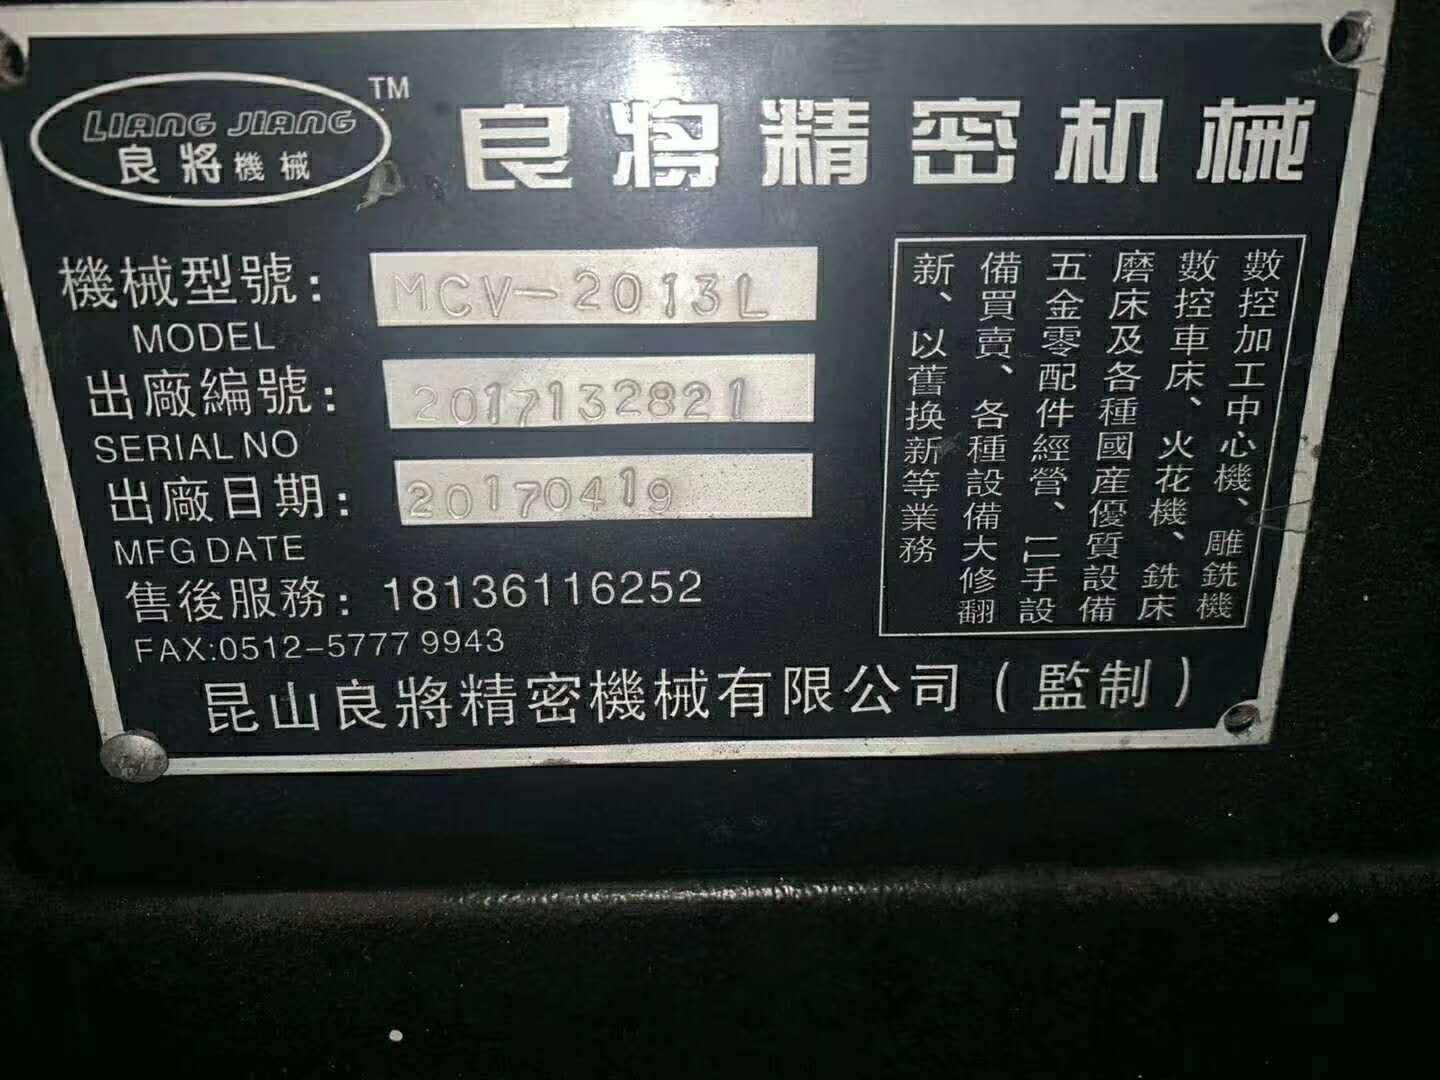 LIANG JIANG TM
良將機械
良将精密机械
機械型號：MCV-2013L
MODEL
出廠編號：2017132821
SERIAL NO
出廠日期：20170419
MFG DATE
售後服務：18136116252
FAX:0512-5777 9943
昆山良將精密機械有限公司（監制）
數控加工中心機、雕銑機
數控車床、火花機、銑床
磨床及各種國產優質設備
五金零配件經營、二手設
備買賣、各種設備大修翻
新、以舊換新等業務